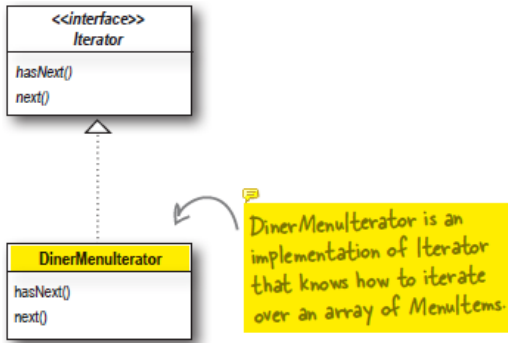 <<interface>>
Iterator
hasNext()
next()
DinerMenuIterator
hasNext()
next()
DinerMenuIterator is an
implementation of Iterator
that knows how to iterate
over an array of MenuItems.